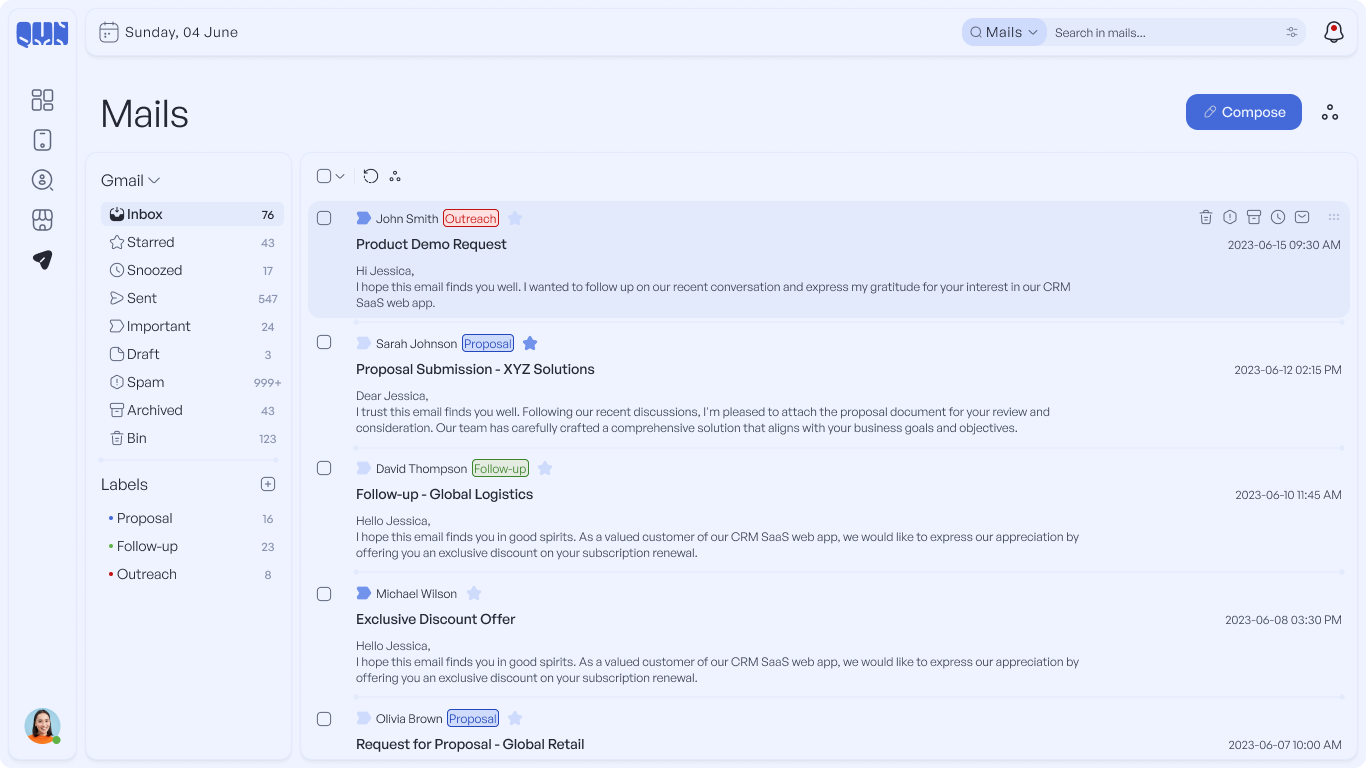 QUN
Sunday, 04 June
Mails
Search in mails...
Mails
Compose
Gmail
Inbox 76
Starred 43
Snoozed 17
Sent 547
Important 24
Draft 3
Spam 999+
Archived 43
Bin 123
Labels
Proposal 16
Follow-up 23
Outreach 8
John Smith Outreach
Product Demo Request 2023-06-15 09:30 AM
Hi Jessica,
I hope this email finds you well. I wanted to follow up on our recent conversation and express my gratitude for your interest in our CRM
SaaS web app.
Sarah Johnson Proposal
Proposal Submission - XYZ Solutions 2023-06-12 02:15 PM
Dear Jessica,
I trust this email finds you well. Following our recent discussions, I'm pleased to attach the proposal document for your review and
consideration. Our team has carefully crafted a comprehensive solution that aligns with your business goals and objectives.
David Thompson Follow-up
Follow-up - Global Logistics 2023-06-10 11:45 AM
Hello Jessica,
I hope this email finds you in good spirits. As a valued customer of our CRM SaaS web app, we would like to express our appreciation by
offering you an exclusive discount on your subscription renewal.
Michael Wilson
Exclusive Discount Offer 2023-06-08 03:30 PM
Hello Jessica,
I hope this email finds you in good spirits. As a valued customer of our CRM SaaS web app, we would like to express our appreciation by
offering you an exclusive discount on your subscription renewal.
Olivia Brown Proposal
Request for Proposal - Global Retail 2023-06-07 10:00 AM